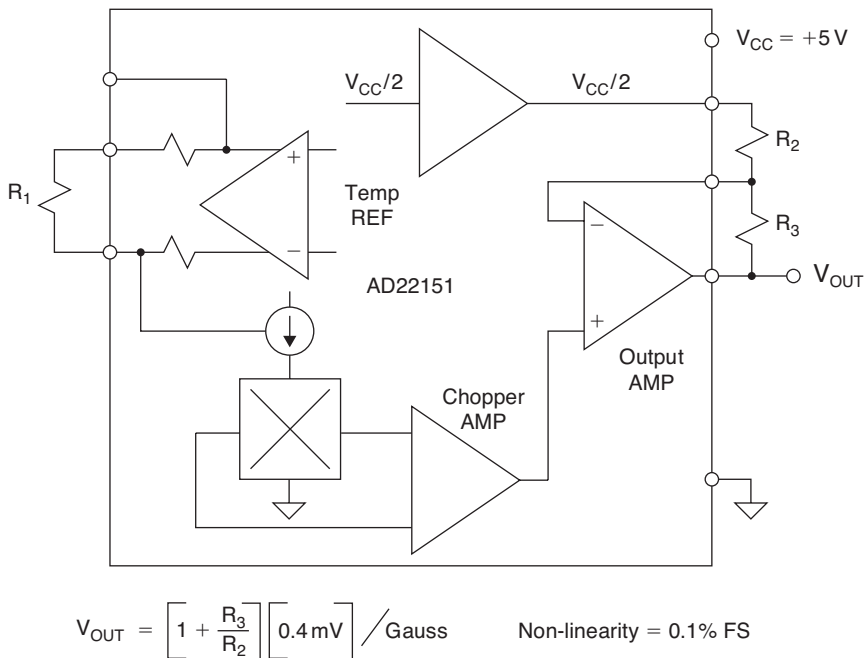 V_CC = +5 V
V_CC/2
V_CC/2
R_1
R_2
R_3
+
−
Temp
REF
AD22151
−
+
V_OUT
Output
AMP
Chopper
AMP
V_OUT = [1 + R_3/R_2] [0.4 mV] / Gauss
Non-linearity = 0.1% FS